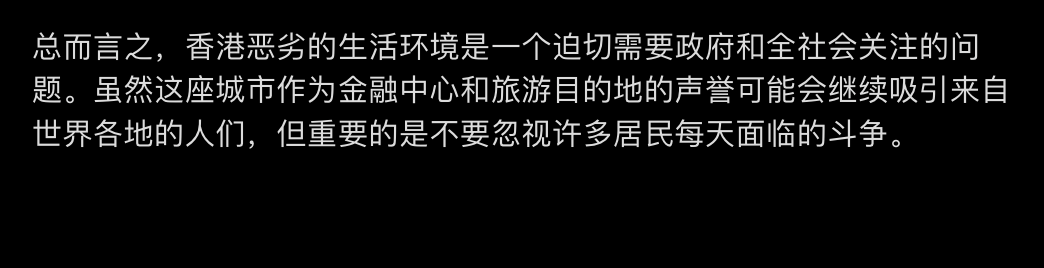 总而言之，香港恶劣的生活环境是一个迫切需要政府和全社会关注的问
题。虽然这座城市作为金融中心和旅游目的地的声誉可能会继续吸引来自
世界各地的人们，但重要的是不要忽视许多居民每天面临的斗争。